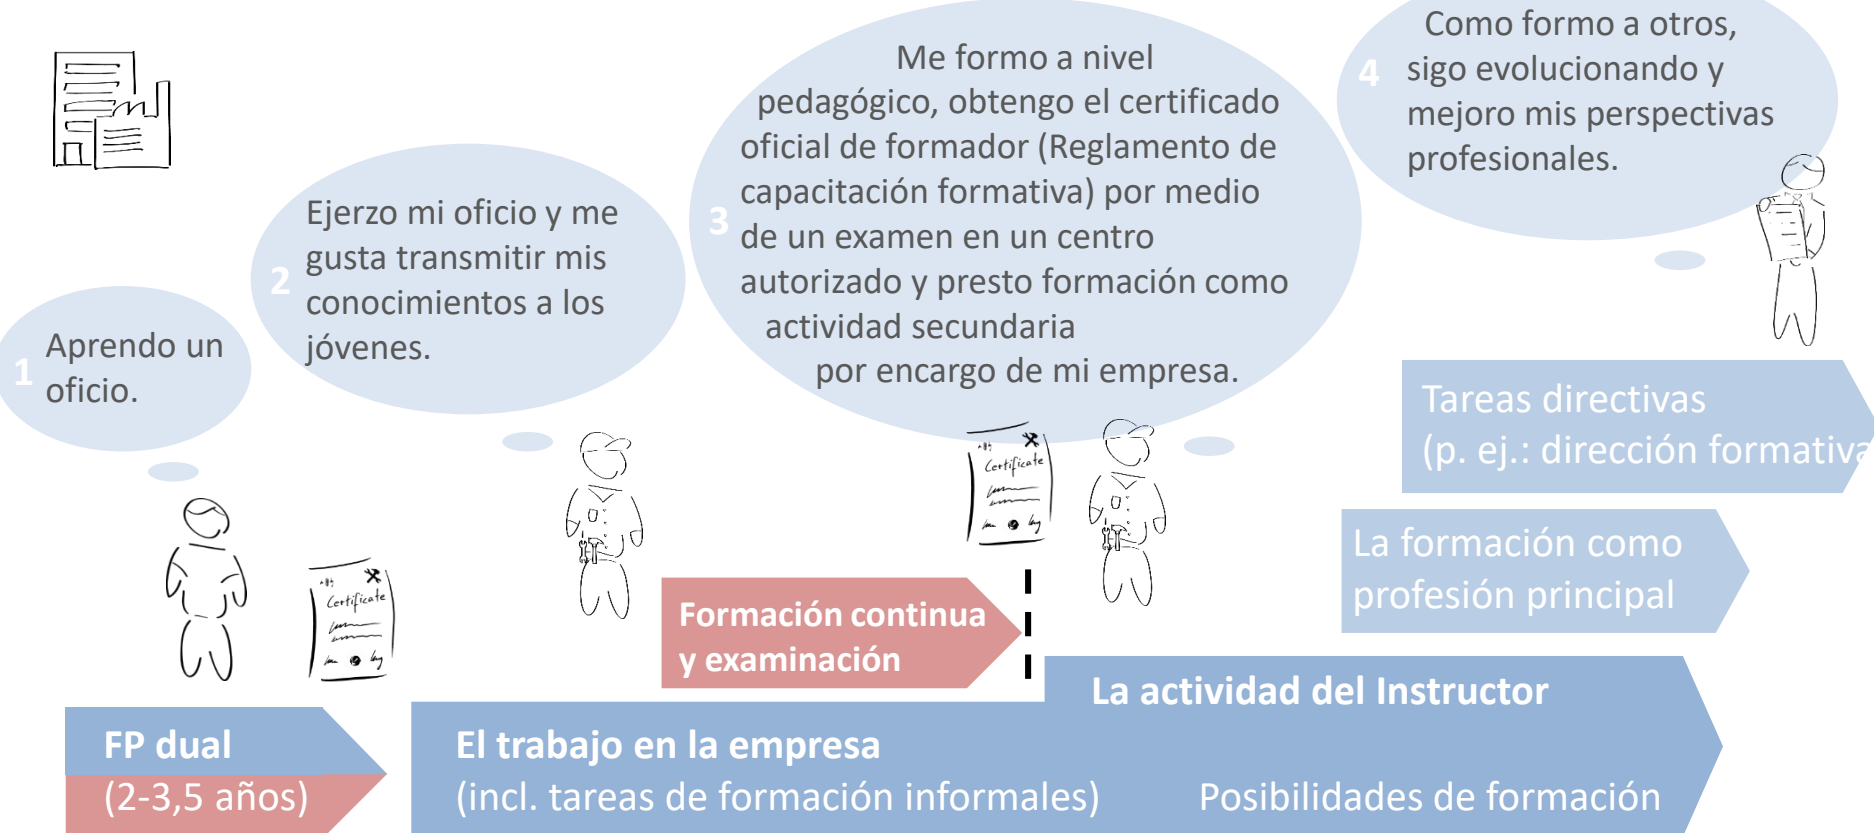 1
Aprendo un
oficio.
2
Ejerzo mi oficio y me
gusta transmitir mis
conocimientos a los
jóvenes.
3
Me formo a nivel
pedagógico, obtengo el certificado
oficial de formador (Reglamento de
capacitación formativa) por medio
de un examen en un centro
autorizado y presto formación como
actividad secundaria
por encargo de mi empresa.
4
Como formo a otros,
sigo evolucionando y
mejoro mis perspectivas
profesionales.
Certificate
Certificate
Tareas directivas
(p. ej.: dirección formativa
La formación como
profesión principal
Formación continua
y examinación
La actividad del Instructor
FP dual
(2-3,5 años)
El trabajo en la empresa
(incl. tareas de formación informales)
Posibilidades de formación